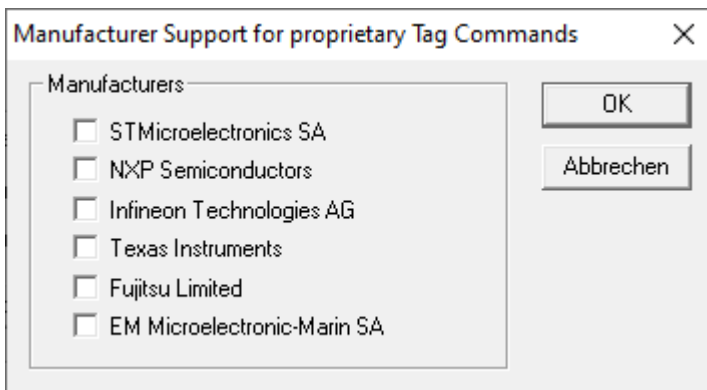 Manufacturer Support for proprietary Tag Commands
Manufacturers
STMicroelectronics SA
NXP Semiconductors
Infineon Technologies AG
Texas Instruments
Fujitsu Limited
EM Microelectronic-Marin SA
OK
Abbrechen